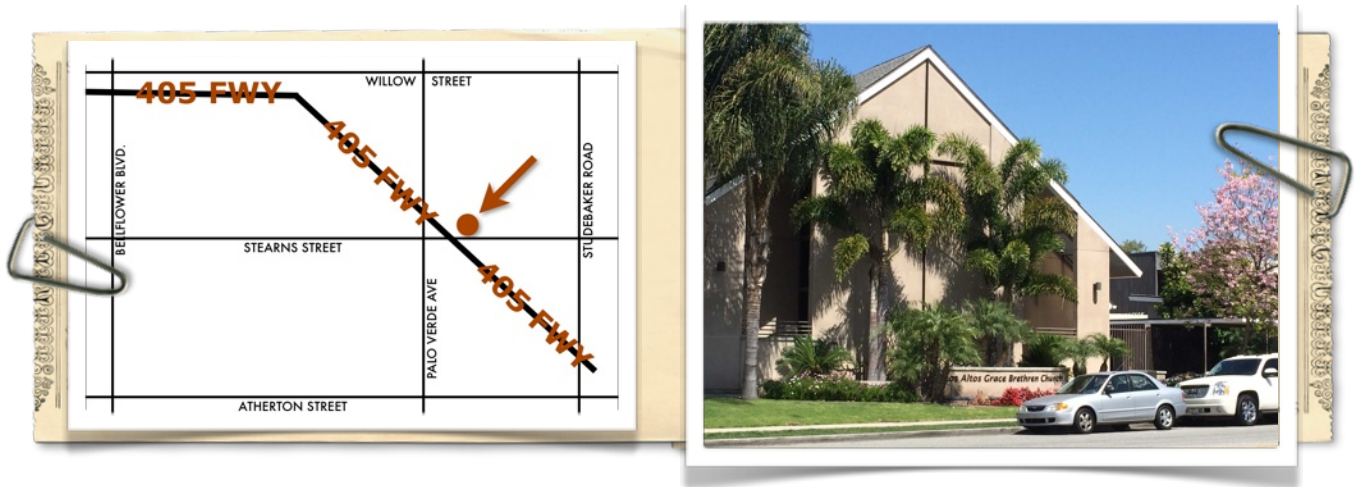 405 FWY
WILLOW STREET
405 FWY
BELLFLOWER BLVD.
STUDEBAKER ROAD
STEARNS STREET
405 FWY
PALO VERDE AVE
ATHERTON STREET
os Altos Grace Brethren Church